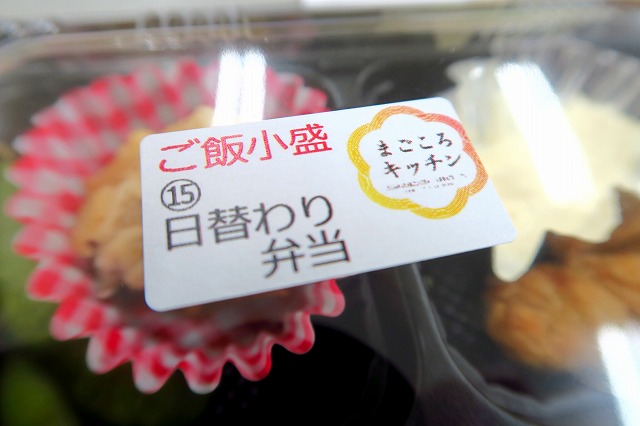 ご飯小盛
⑮
日替わり
弁当
まごころ
キッチン